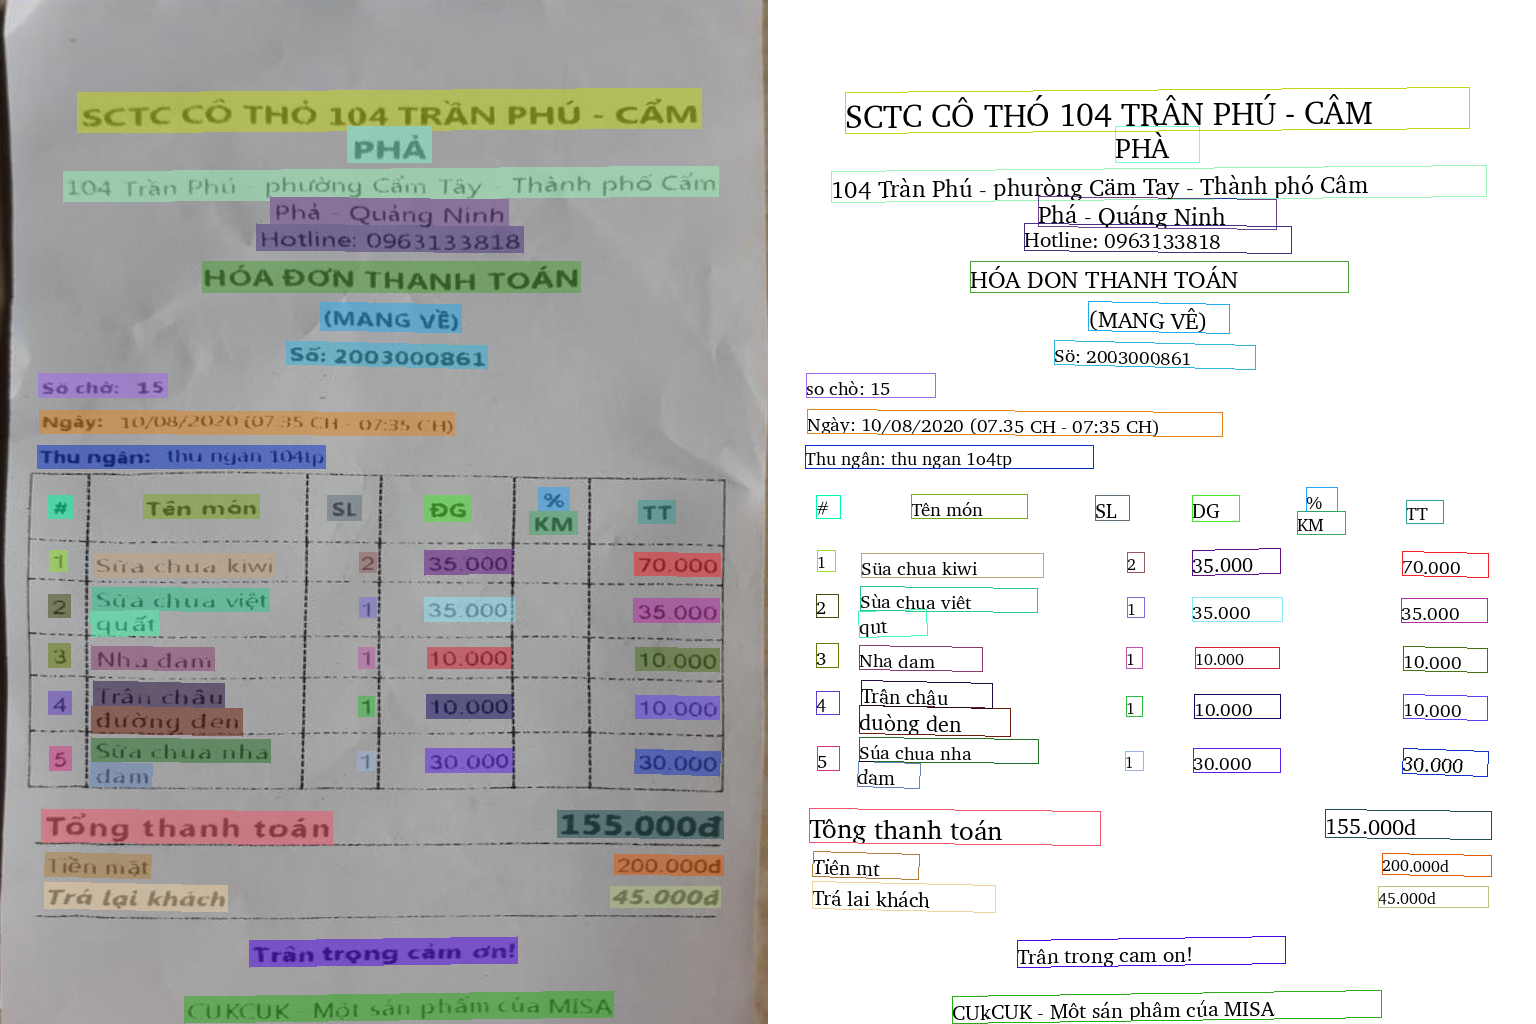 SCTC CÔ THỎ 104 TRẦN PHÚ - CẨM
PHẢ
104 Trần Phú - phường Cẩm Tây - Thành phố Cẩm
Phả - Quảng Ninh
Hotline: 0963133818
HÓA ĐƠN THANH TOÁN
(MANG VỀ)
Số: 2003000861
Số chờ: 15
Ngày: 10/08/2020 (07:35 CH - 07:35 CH)
Thu ngân: thu ngan 104tp
# Tên món SL ĐG % KM TT
1 Sữa chua kiwi 2 35.000 70.000
2 Sữa chua việt 1 35.000 35.000
quất
3 Nha dam 1 10.000 10.000
4 Trân châu 1 10.000 10.000
đường den
5 Sữa chua nha 1 30.000 30.000
dam
Tổng thanh toán 155.000đ
Tiền mặt 200.000đ
Trả lại khách 45.000đ
Trân trọng cảm ơn!
CUKCUK - Một sản phẩm của MISA
SCTC CÔ THÓ 104 TRÂN PHÚ - CÂM
PHÀ
104 Tràn Phú - phuròng Cäm Tay - Thành phó Câm
Phá - Quáng Ninh
Hotline: 0963133818
HÓA DON THANH TOÁN
(MANG VÊ)
Sö: 2003000861
so chò: 15
Ngày: 10/08/2020 (07.35 CH - 07:35 CH)
Thu ngân: thu ngan 1o4tp
# Tên món SL DG % KM TT
1 Süa chua kiwi 2 35.000 70.000
2 Sùa chua viêt 1 35.000 35.000
qut
3 Nha dam 1 10.000 10.000
4 Trận châu 1 10.000 10.000
duòng den
5 Súa chua nha 1 30.000 30.000
dam
Tông thanh toán 155.000d
Tiên mt 200.000d
Trá lai khách 45.000d
Trân trong cam on!
CUkCUK - Môt sán phâm cúa MISA